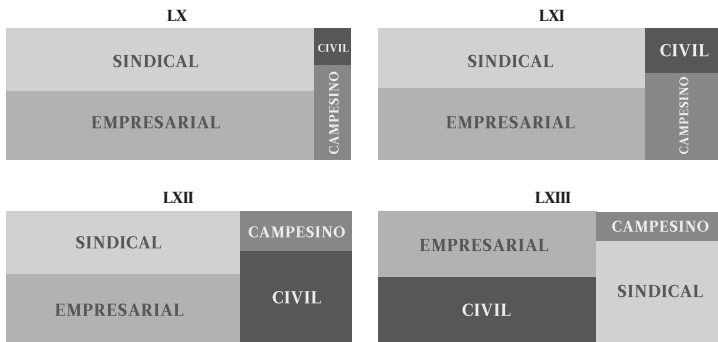 LX
SINDICAL
CIVIL
EMPRESARIAL
CAMPESINO
LXI
SINDICAL
CIVIL
EMPRESARIAL
CAMPESINO
LXII
SINDICAL
CAMPESINO
EMPRESARIAL
CIVIL
LXIII
EMPRESARIAL
CAMPESINO
CIVIL
SINDICAL